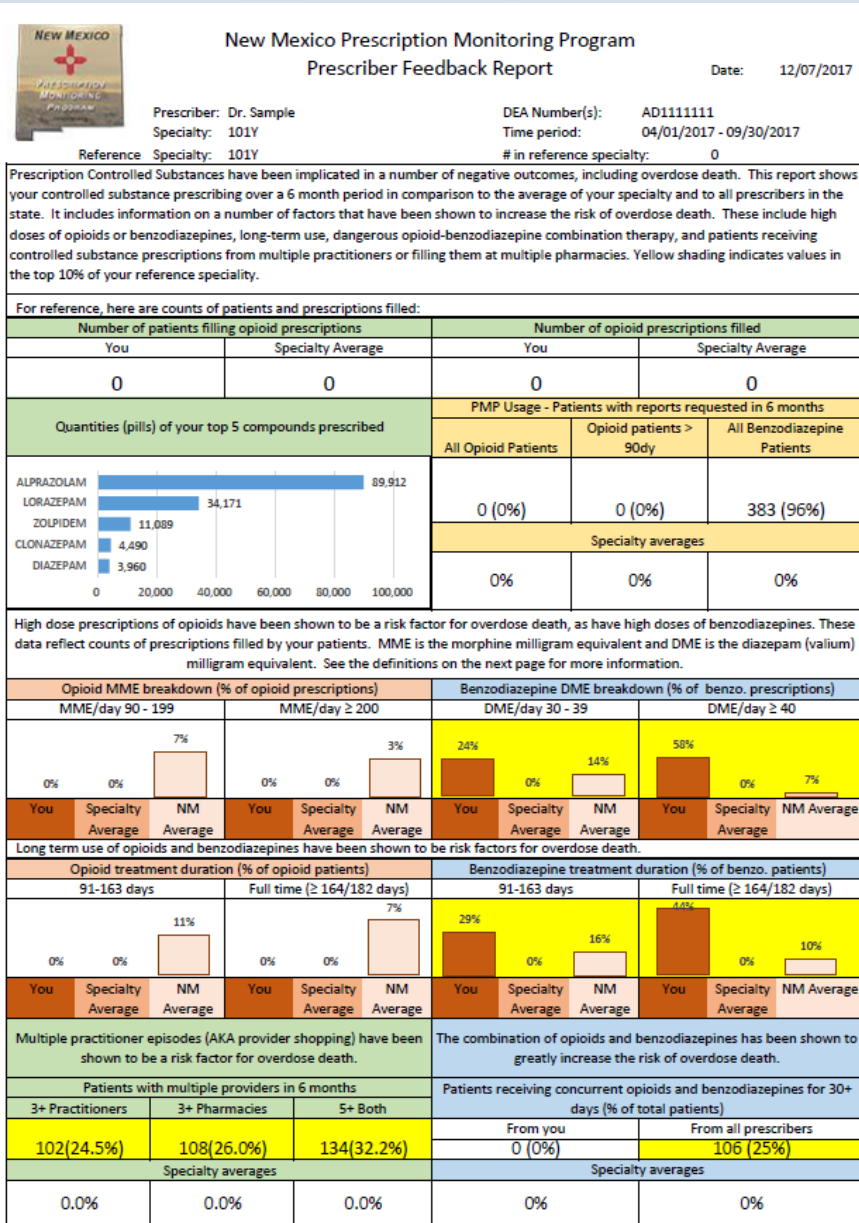 NEW MEXICO
PRESCRIPTION
MONITORING
PROGRAM
New Mexico Prescription Monitoring Program
Prescriber Feedback Report
Date: 12/07/2017
Prescriber: Dr. Sample DEA Number(s): AD1111111
Specialty: 101Y Time period: 04/01/2017 - 09/30/2017
Reference Specialty: 101Y # in reference specialty: 0
Prescription Controlled Substances have been implicated in a number of negative outcomes, including overdose death. This report shows
your controlled substance prescribing over a 6 month period in comparison to the average of your specialty and to all prescribers in the
state. It includes information on a number of factors that have been shown to increase the risk of overdose death. These include high
doses of opioids or benzodiazepines, long-term use, dangerous opioid-benzodiazepine combination therapy, and patients receiving
controlled substance prescriptions from multiple practitioners or filling them at multiple pharmacies. Yellow shading indicates values in
the top 10% of your reference speciality.
For reference, here are counts of patients and prescriptions filled:
Number of patients filling opioid prescriptions Number of opioid prescriptions filled
You Specialty Average You Specialty Average
0 0 0 0
Quantities (pills) of your top 5 compounds prescribed
ALPRAZOLAM 89,912
LORAZEPAM 34,171
ZOLPIDEM 11,089
CLONAZEPAM 4,490
DIAZEPAM 3,960
0 20,000 40,000 60,000 80,000 100,000
PMP Usage - Patients with reports requested in 6 months
All Opioid Patients Opioid patients > 90dy All Benzodiazepine Patients
0 (0%) 0 (0%) 383 (96%)
Specialty averages
0% 0% 0%
High dose prescriptions of opioids have been shown to be a risk factor for overdose death, as have high doses of benzodiazepines. These
data reflect counts of prescriptions filled by your patients. MME is the morphine milligram equivalent and DME is the diazepam (valium)
milligram equivalent. See the definitions on the next page for more information.
Opioid MME breakdown (% of opioid prescriptions) Benzodiazepine DME breakdown (% of benzo. prescriptions)
MME/day 90 - 199 MME/day ≥ 200 DME/day 30 - 39 DME/day ≥ 40
0% 0% 7% 0% 0% 3% 24% 0% 14% 58% 0% 7%
You Specialty Average NM Average You Specialty Average NM Average You Specialty Average NM Average You Specialty Average NM Average
Long term use of opioids and benzodiazepines have been shown to be risk factors for overdose death.
Opioid treatment duration (% of opioid patients) Benzodiazepine treatment duration (% of benzo. patients)
91-163 days Full time (≥ 164/182 days) 91-163 days Full time (≥ 164/182 days)
0% 0% 11% 0% 0% 7% 29% 0% 16% 44% 0% 10%
You Specialty Average NM Average You Specialty Average NM Average You Specialty Average NM Average You Specialty Average NM Average
Multiple practitioner episodes (AKA provider shopping) have been
shown to be a risk factor for overdose death.
The combination of opioids and benzodiazepines has been shown to
greatly increase the risk of overdose death.
Patients with multiple providers in 6 months
3+ Practitioners 3+ Pharmacies 5+ Both
102(24.5%) 108(26.0%) 134(32.2%)
Specialty averages
0.0% 0.0% 0.0%
Patients receiving concurrent opioids and benzodiazepines for 30+
days (% of total patients)
From you From all prescribers
0 (0%) 106 (25%)
Specialty averages
0% 0%